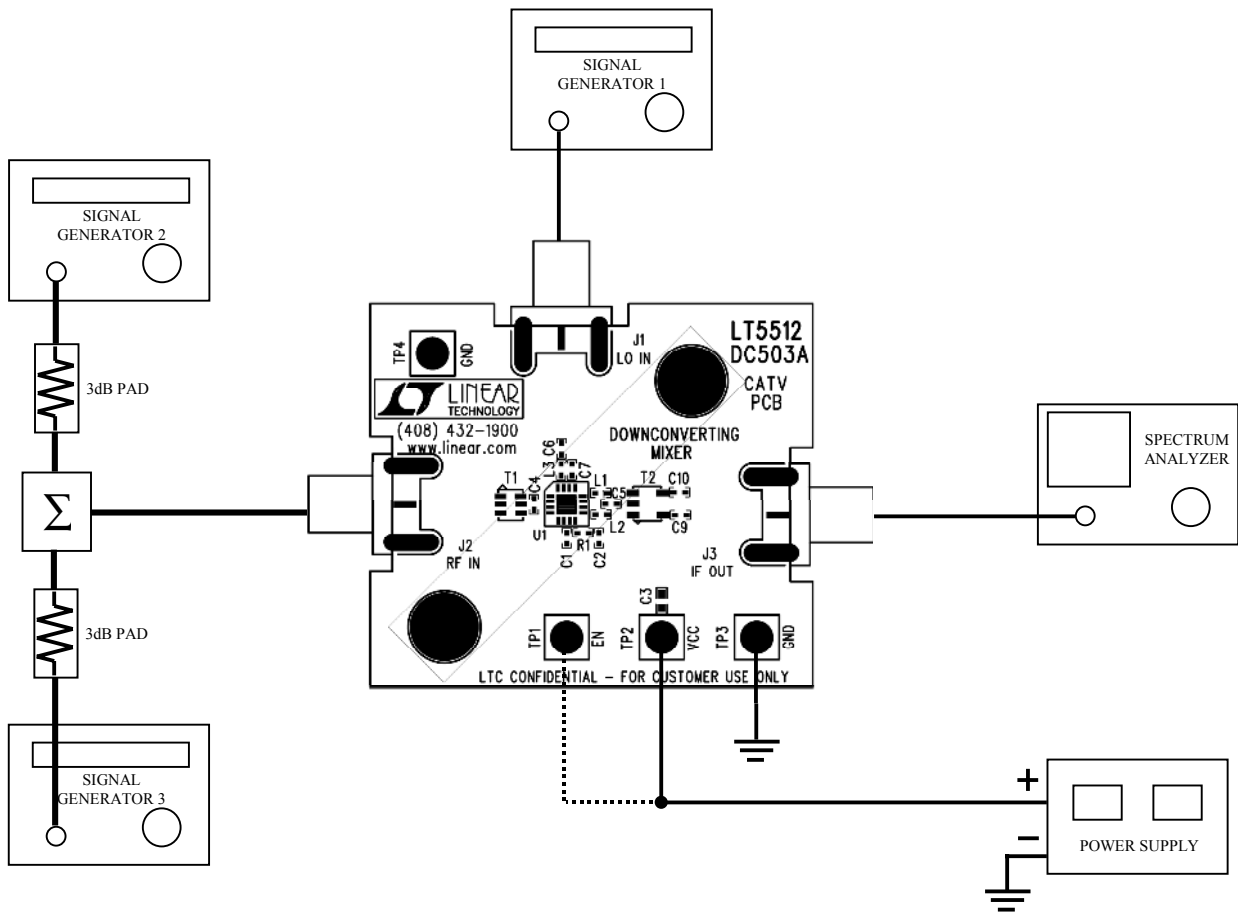 SIGNAL
GENERATOR 1
SIGNAL
GENERATOR 2
3dB PAD
Σ
3dB PAD
SIGNAL
GENERATOR 3
TP4
GND
J1
LO IN
LT5512
DC503A
CATV
PCB
LINEAR
TECHNOLOGY
(408) 432-1900
www.linear.com
DOWNCONVERTING
MIXER
C6
L3
C7
T1
C4
L1
C5
T2
C10
U1
L2
C9
C1
R1
C2
J2
RF IN
J3
IF OUT
C3
TP1
EN
TP2
VCC
TP3
GND
LTC CONFIDENTIAL - FOR CUSTOMER USE ONLY
SPECTRUM
ANALYZER
+
−
POWER SUPPLY